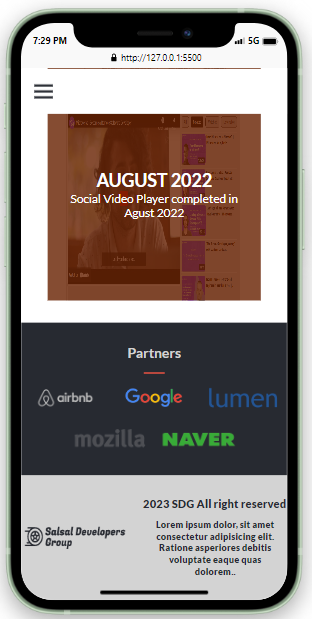 7:29 PM
5G
http://127.0.0.1:5500
AUGUST 2022
Social Video Player completed in
Agust 2022
Partners
airbnb
Google
lumen
mozilla
NAVER
2023 SDG All right reserved
Salsal Developers
Group
Lorem ipsum dolor, sit amet
consectetur adipisicing elit.
Ratione asperiores debitis
voluptate eaque quas
dolorem..